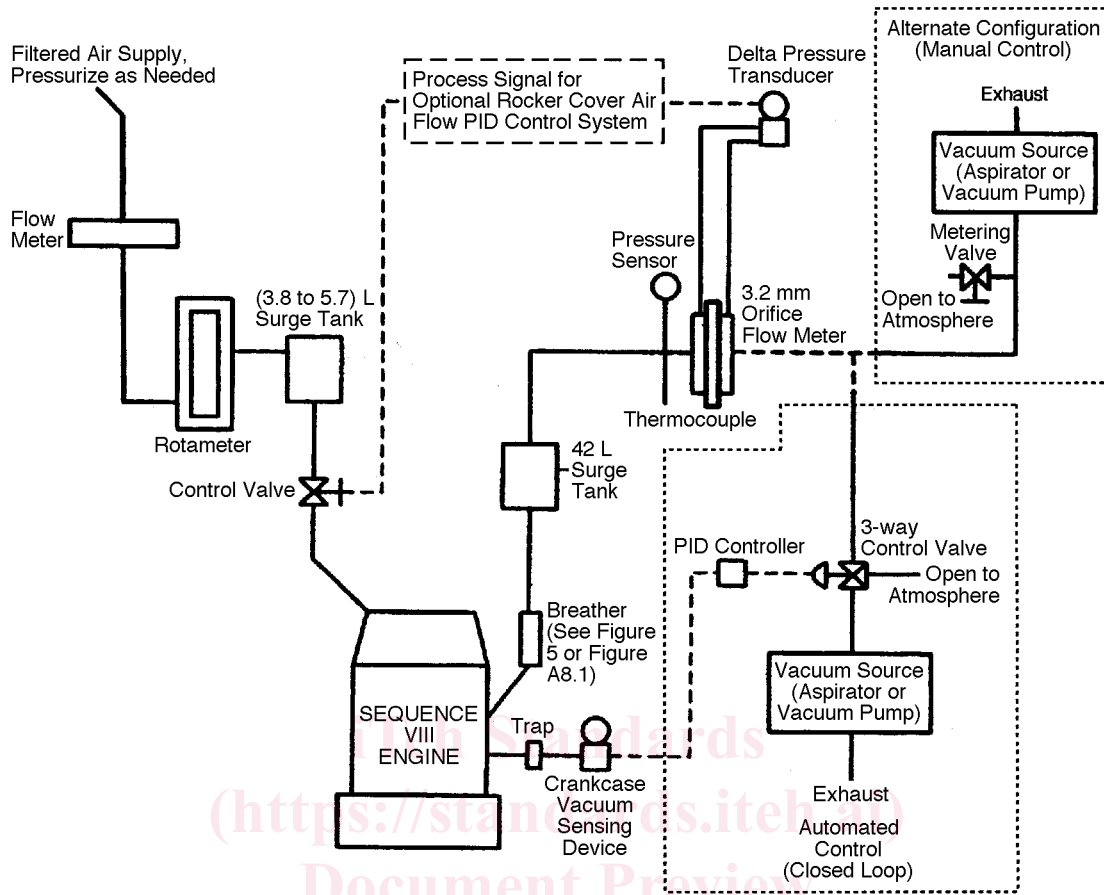 Filtered Air Supply,
Pressurize as Needed
Process Signal for
Optional Rocker Cover Air
Flow PID Control System
Delta Pressure
Transducer
Alternate Configuration
(Manual Control)
Exhaust
Vacuum Source
(Aspirator or
Vacuum Pump)
Metering
Valve
Open to
Atmosphere
Flow
Meter
(3.8 to 5.7) L
Surge Tank
Rotameter
Control Valve
Pressure
Sensor
3.2 mm
Orifice
Flow Meter
Thermocouple
42 L
Surge
Tank
PID Controller
3-way
Control Valve
Open to
Atmosphere
Breather
(See Figure
5 or Figure
A8.1)
Vacuum Source
(Aspirator or
Vacuum Pump)
SEQUENCE
VIII
ENGINE
Trap
Crankcase
Vacuum
Sensing
Device
Exhaust
Automated
Control
(Closed Loop)
iTeh Standards
(https://standards.iteh.ai)
Document Preview